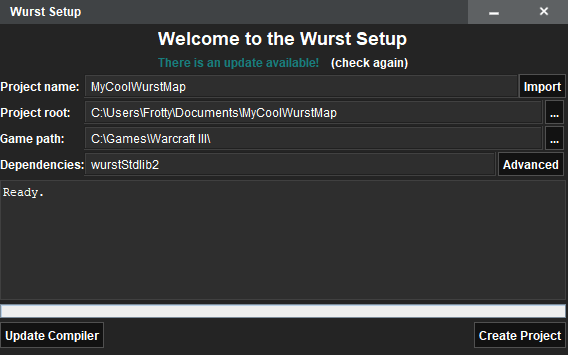 Wurst Setup
Welcome to the Wurst Setup
There is an update available! (check again)
Project name: MyCoolWurstMap Import
Project root: C:\Users\Frotty\Documents\MyCoolWurstMap ...
Game path: C:\Games\Warcraft III\ ...
Dependencies: wurstStdlib2 Advanced
Ready.
Update Compiler Create Project